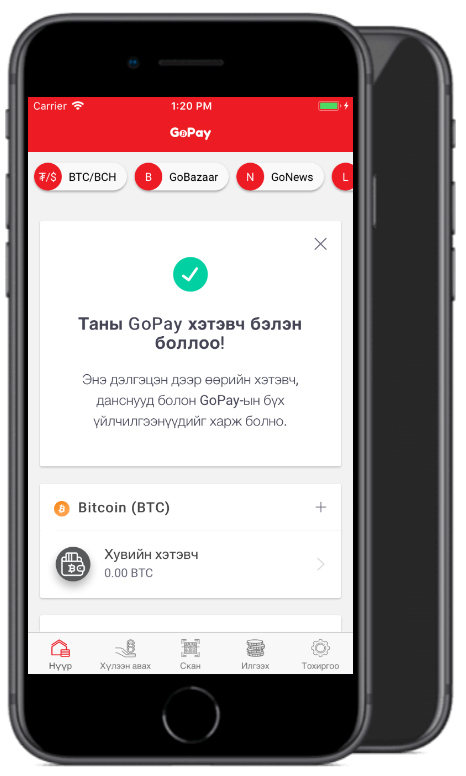 Carrier
1:20 PM
GoPay
₮/$ BTC/BCH
B GoBazaar
N GoNews
L
Таны GoPay хэтэвч бэлэн
боллоо!
Энэ дэлгэцэн дээр өөрийн хэтэвч,
данснууд болон GoPay-ын бүх
үйлчилгээнүүдийг харж болно.
Bitcoin (BTC)
Хувийн хэтэвч
0.00 BTC
Нүүр
Хүлээн авах
Скан
Илгээх
Тохиргоо